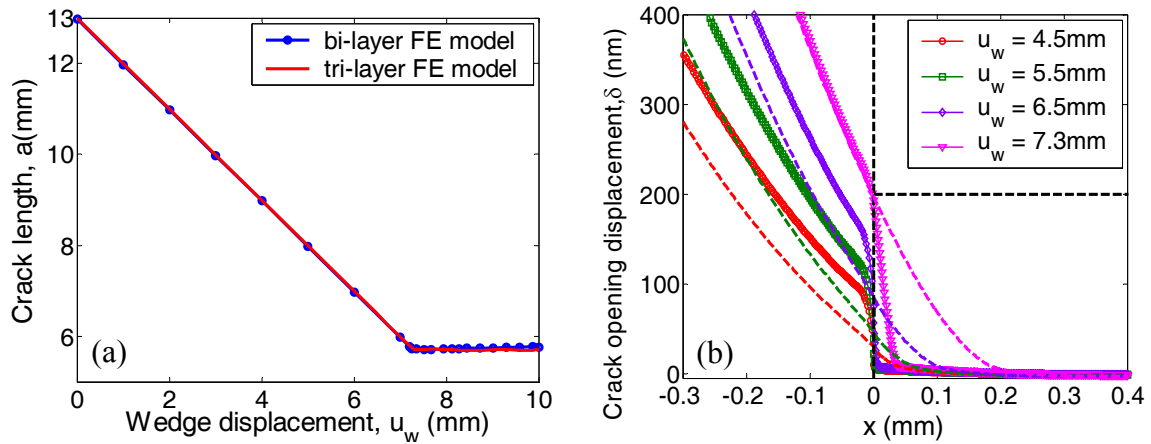 13
12
10
8
6
Crack length, a(mm)
bi-layer FE model
tri-layer FE model
(a)
0 2 4 6 8 10
Wedge displacement, u_w (mm)
400
300
200
100
0
Crack opening displacement,δ (nm)
u_w = 4.5mm
u_w = 5.5mm
u_w = 6.5mm
u_w = 7.3mm
(b)
-0.3 -0.2 -0.1 0 0.1 0.2 0.3 0.4
x (mm)